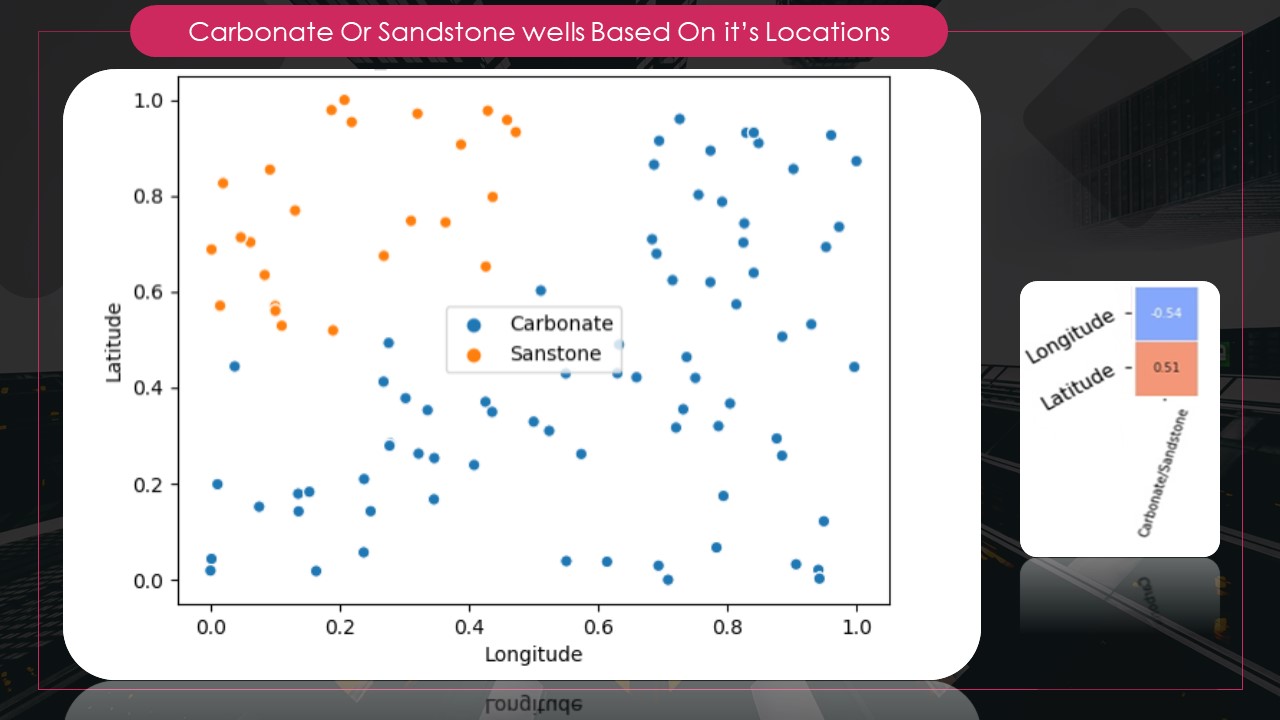 Carbonate Or Sandstone wells Based On it’s Locations
1.0
0.8
0.6
0.4
0.2
0.0
Latitude
Carbonate
Sanstone
0.0 0.2 0.4 0.6 0.8 1.0
Longitude
Longitude
-0.54
Latitude
0.51
Carbonate/Sandstone